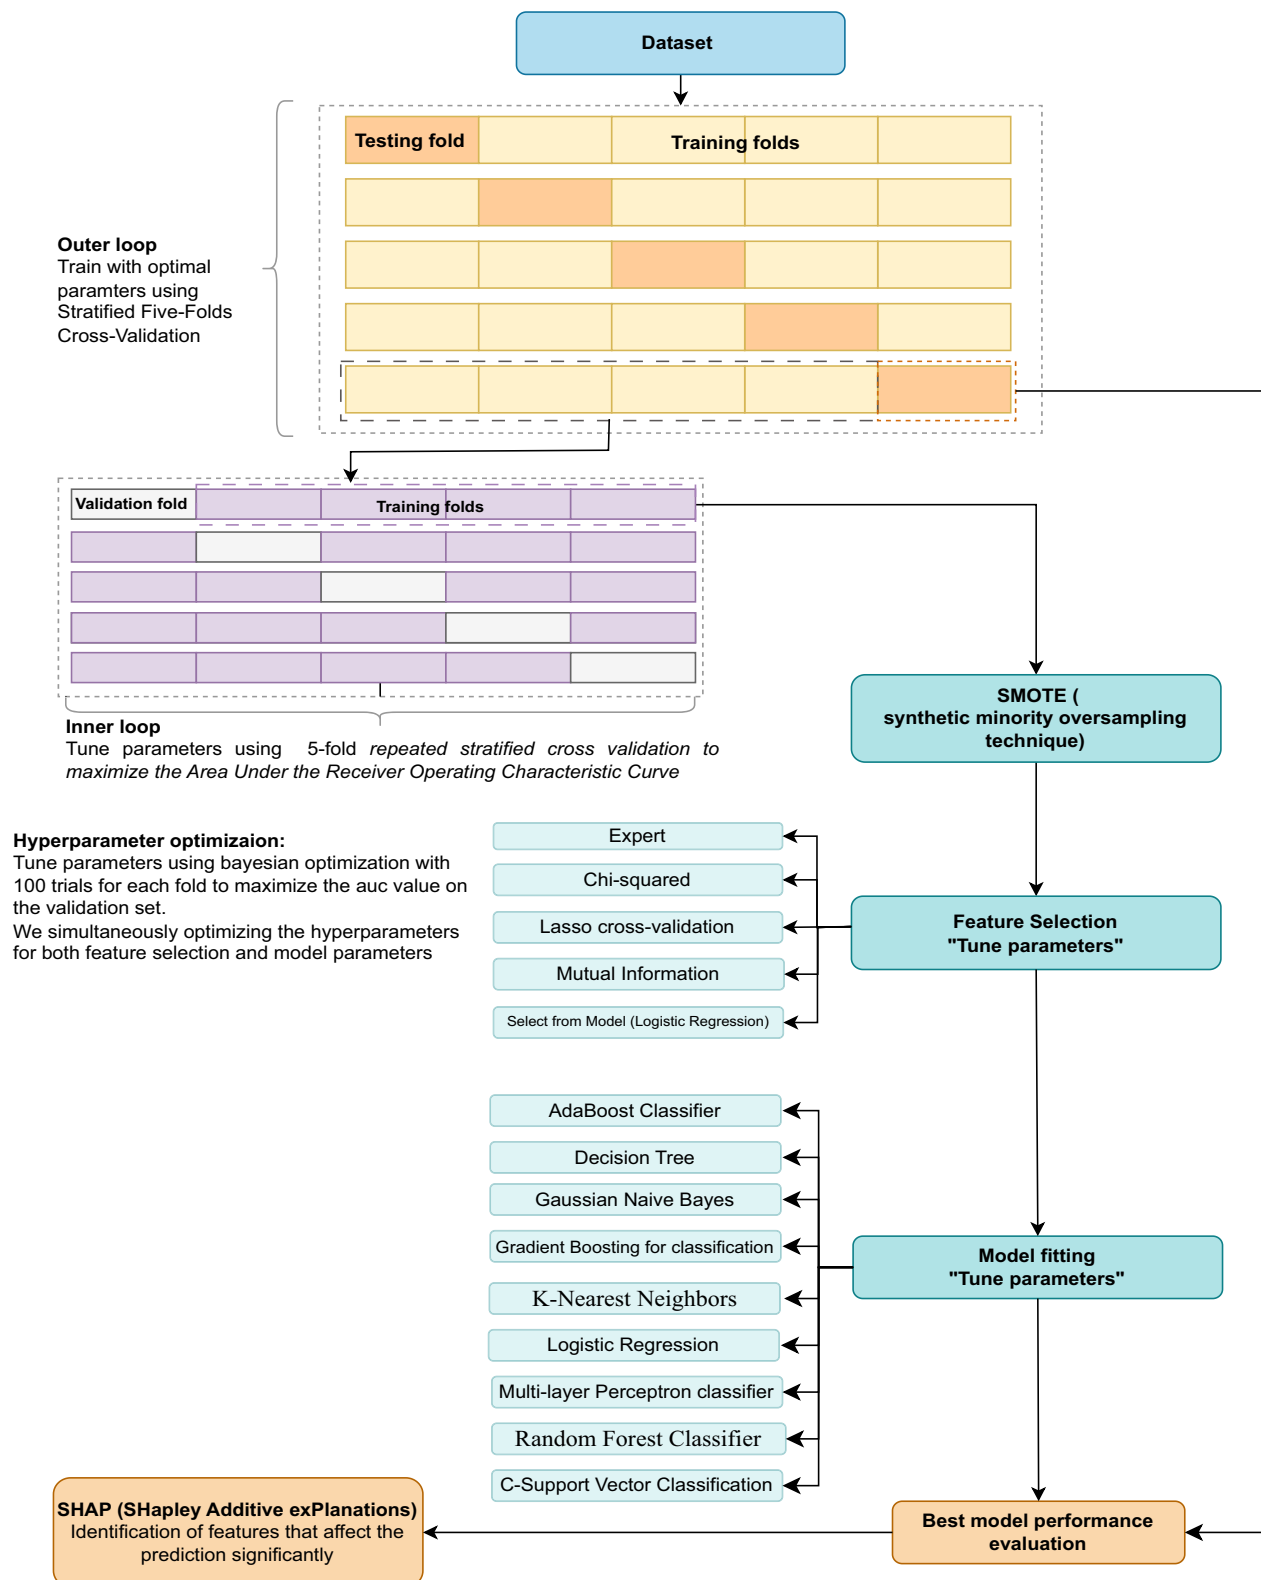 Dataset
Testing fold
Training folds
Outer loop
Train with optimal
paramters using
Stratified Five-Folds
Cross-Validation
Validation fold
Training folds
Inner loop
Tune parameters using 5-fold repeated stratified cross validation to
maximize the Area Under the Receiver Operating Characteristic Curve
SMOTE (
synthetic minority oversampling
technique)
Hyperparameter optimizaion:
Tune parameters using bayesian optimization with
100 trials for each fold to maximize the auc value on
the validation set.
We simultaneously optimizing the hyperparameters
for both feature selection and model parameters
Expert
Chi-squared
Lasso cross-validation
Mutual Information
Select from Model (Logistic Regression)
Feature Selection
"Tune parameters"
AdaBoost Classifier
Decision Tree
Gaussian Naive Bayes
Gradient Boosting for classification
K-Nearest Neighbors
Logistic Regression
Multi-layer Perceptron classifier
Random Forest Classifier
C-Support Vector Classification
Model fitting
"Tune parameters"
SHAP (SHapley Additive exPlanations)
Identification of features that affect the
prediction significantly
Best model performance
evaluation